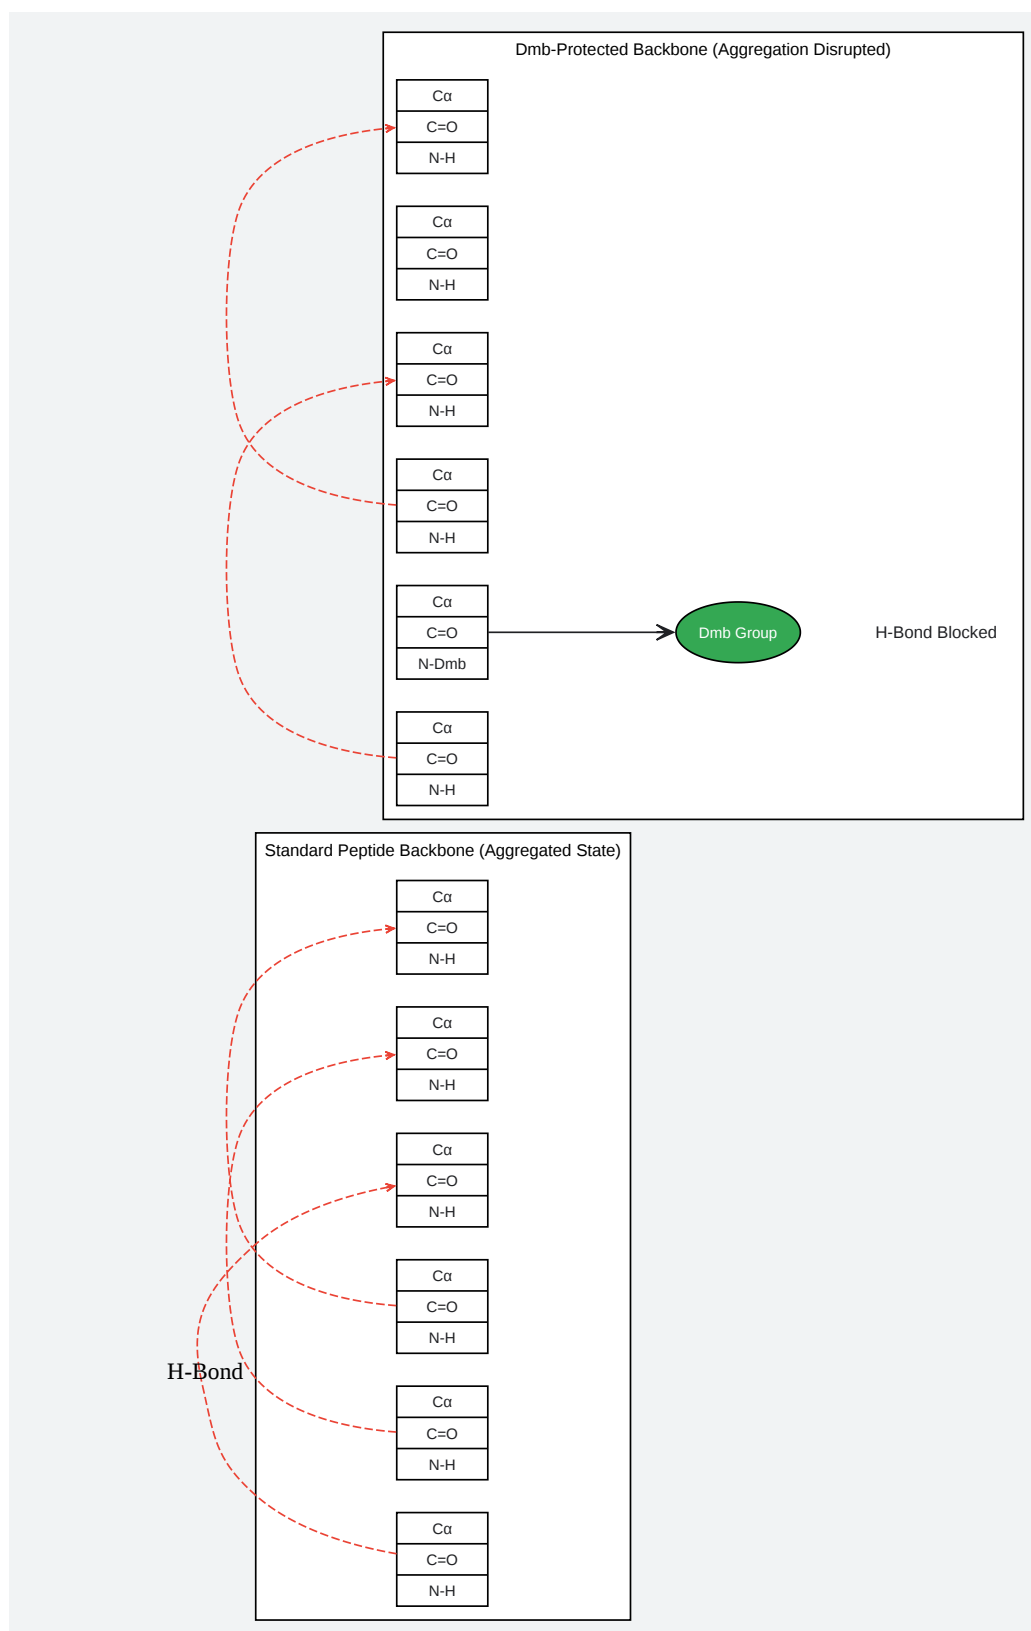 Dmb-Protected Backbone (Aggregation Disrupted)
Cα
C=O
N-H
Cα
C=O
N-H
Cα
C=O
N-H
Cα
C=O
N-H
Cα
C=O
N-Dmb
Dmb Group
H-Bond Blocked
Cα
C=O
N-H
Standard Peptide Backbone (Aggregated State)
Cα
C=O
N-H
Cα
C=O
N-H
Cα
C=O
N-H
Cα
C=O
N-H
H-Bond
Cα
C=O
N-H
Cα
C=O
N-H